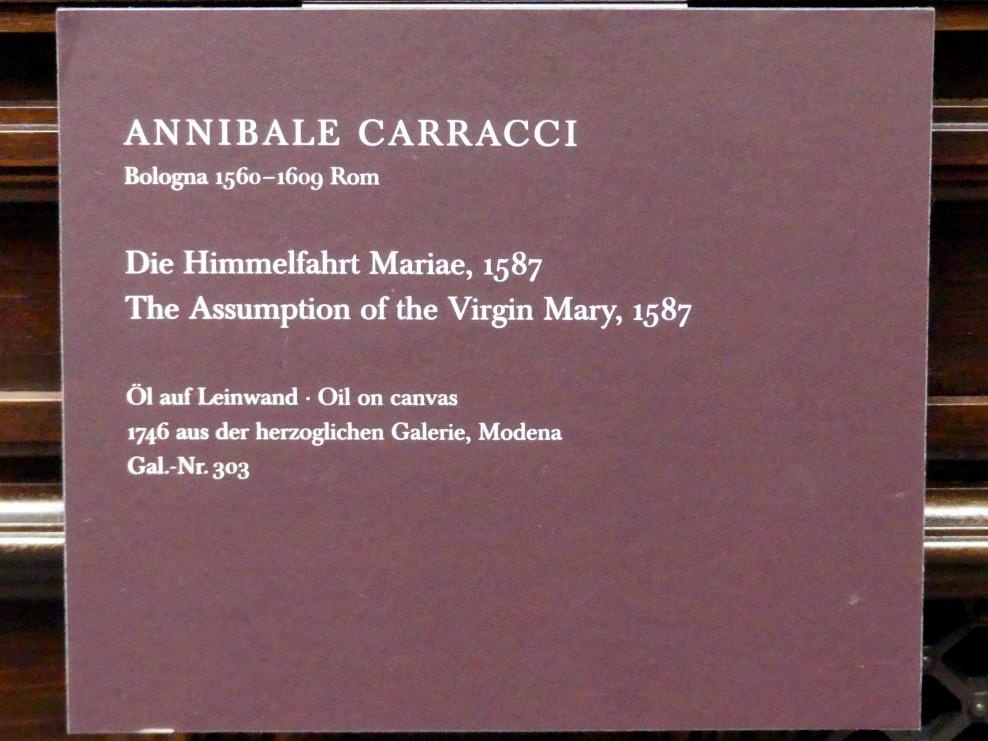 ANNIBALE CARRACCI
Bologna 1560–1609 Rom
Die Himmelfahrt Mariae, 1587
The Assumption of the Virgin Mary, 1587
Öl auf Leinwand · Oil on canvas
1746 aus der herzoglichen Galerie, Modena
Gal.-Nr. 303